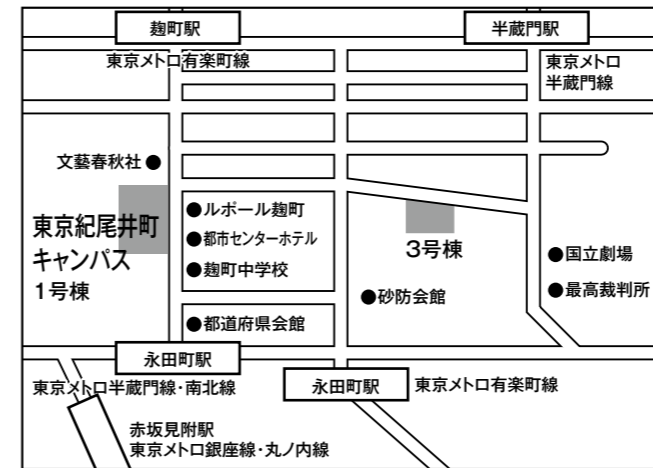 麹町駅
半蔵門駅
東京メトロ有楽町線
東京メトロ
半蔵門線
文藝春秋社
東京紀尾井町
キャンパス
1号棟
ルポール麹町
都市センターホテル
麹町中学校
都道府県会館
3号棟
砂防会館
国立劇場
最高裁判所
永田町駅
東京メトロ半蔵門線・南北線
永田町駅
東京メトロ有楽町線
赤坂見附駅
東京メトロ銀座線・丸ノ内線